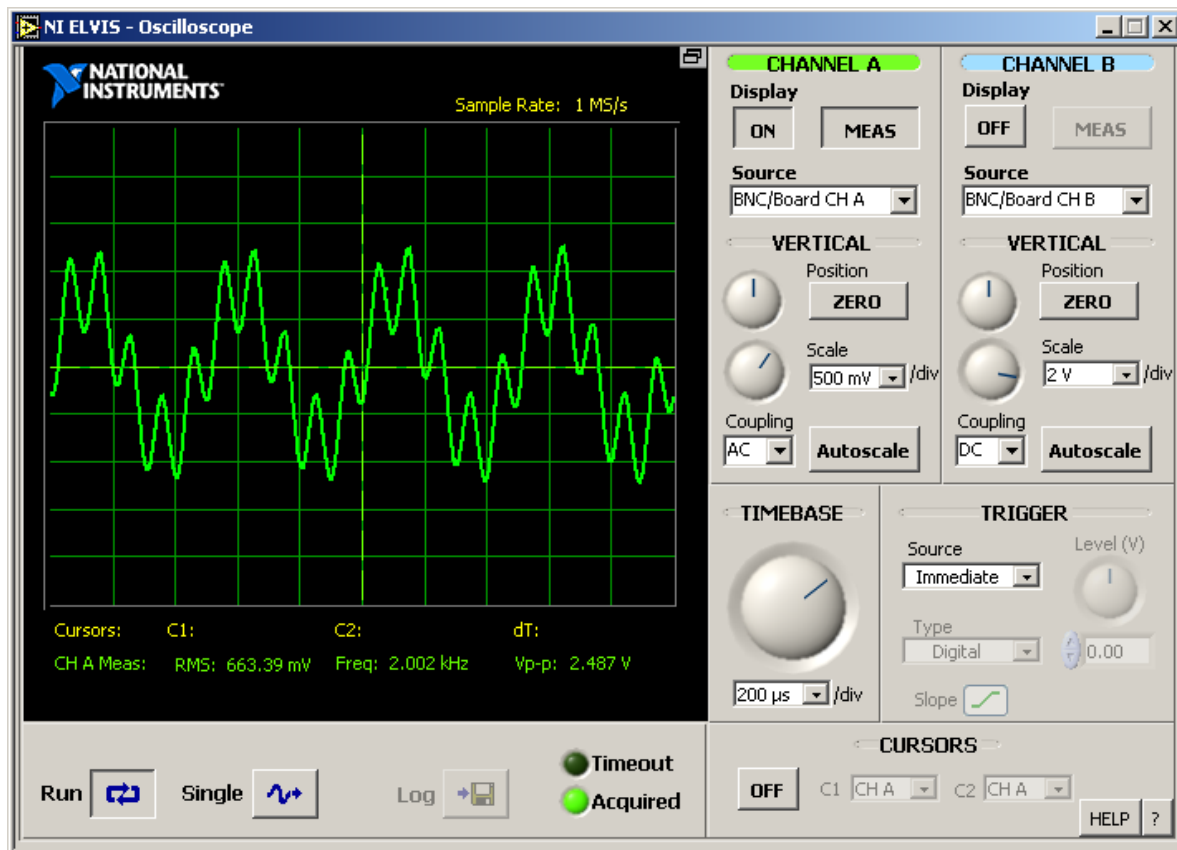 NI ELVIS - Oscilloscope
NATIONAL
INSTRUMENTS™
Sample Rate: 1 MS/s
Cursors: C1: C2: dT:
CH A Meas: RMS: 663.39 mV Freq: 2.002 kHz Vp-p: 2.487 V
CHANNEL A
Display
ON MEAS
Source
BNC/Board CH A
VERTICAL
Position
ZERO
Scale
500 mV /div
Coupling
AC Autoscale
CHANNEL B
Display
OFF MEAS
Source
BNC/Board CH B
VERTICAL
Position
ZERO
Scale
2 V /div
Coupling
DC Autoscale
TIMEBASE
200 µs /div
TRIGGER
Source
Immediate
Level (V)
Type
Digital
0.00
Slope
Run Single Log
Timeout
Acquired
CURSORS
OFF C1 CH A C2 CH A
HELP ?